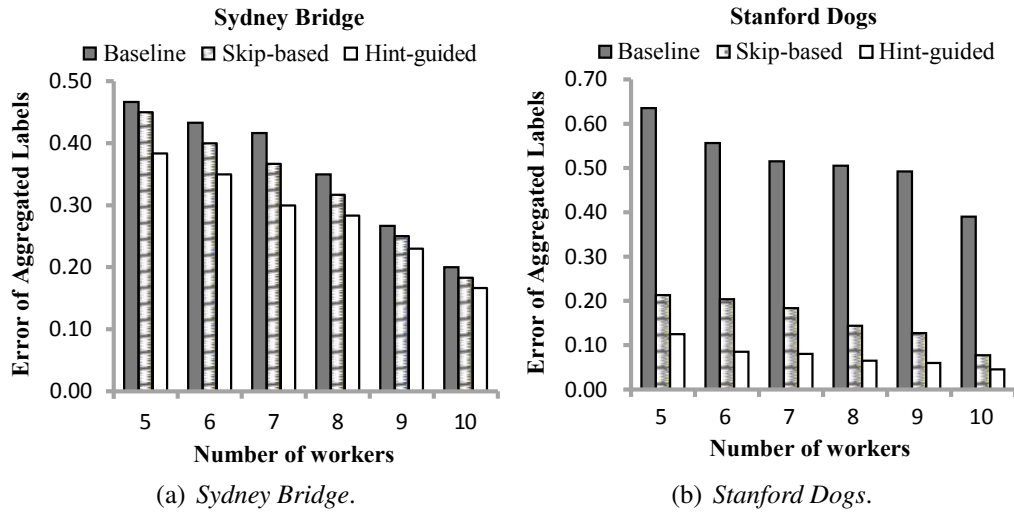 Sydney Bridge
Baseline Skip-based Hint-guided
Error of Aggregated Labels
0.50
0.40
0.30
0.20
0.10
0.00
5 6 7 8 9 10
Number of workers
(a) Sydney Bridge.
Stanford Dogs
Baseline Skip-based Hint-guided
Error of Aggregated Labels
0.70
0.60
0.50
0.40
0.30
0.20
0.10
0.00
5 6 7 8 9 10
Number of workers
(b) Stanford Dogs.